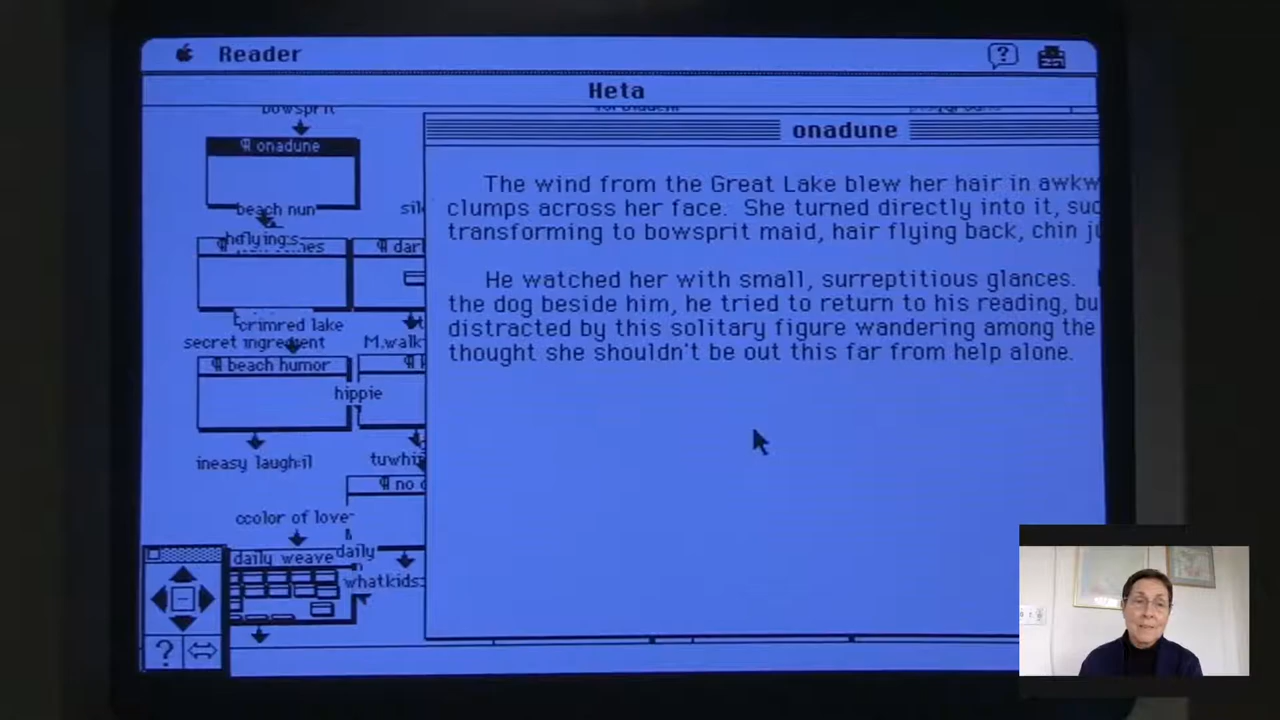 Reader
Heta
bowsprit
onadune
onadune
The wind from the Great Lake blew her hair in
clumps across her face. She turned directly into it,
transforming to bowsprit maid, hair flying back, chin
He watched her with small, surreptitious glances.
the dog beside him, he tried to return to his reading,
distracted by this solitary figure wandering among the
thought she shouldn't be out this far from help alone.
beach nun
crimred lake
secret ingredient
M.walk
beach humor
hippie
ineasy laugh:il
tuwhi
no
ccolor of love
daily weave
daily
whatkids:
?